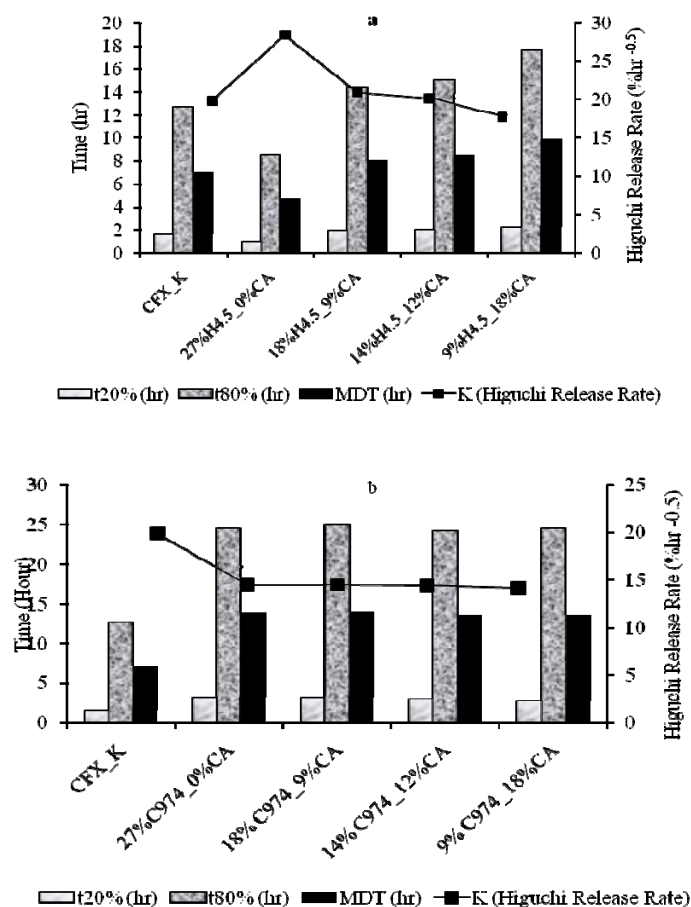 a
20
18
16
14
12
10
8
6
4
2
0
Time (hr)
30
25
20
15
10
5
0
Higuchi Release Rate (%hr -0.5)
CFX_K
27%H4.5_0%CA
18%H4.5_9%CA
14%H4.5_12%CA
9%H4.5_18%CA
t20% (hr) t80% (hr) MDT (hr) K (Higuchi Release Rate)
b
30
25
20
15
10
5
0
Time (Hour)
25
20
15
10
5
0
Higuchi Release Rate (%hr -0.5)
CFX_K
27%C974_0%CA
18%C974_9%CA
14%C974_12%CA
9%C974_18%CA
t20% (hr) t80% (hr) MDT (hr) K (Higuchi Release Rate)